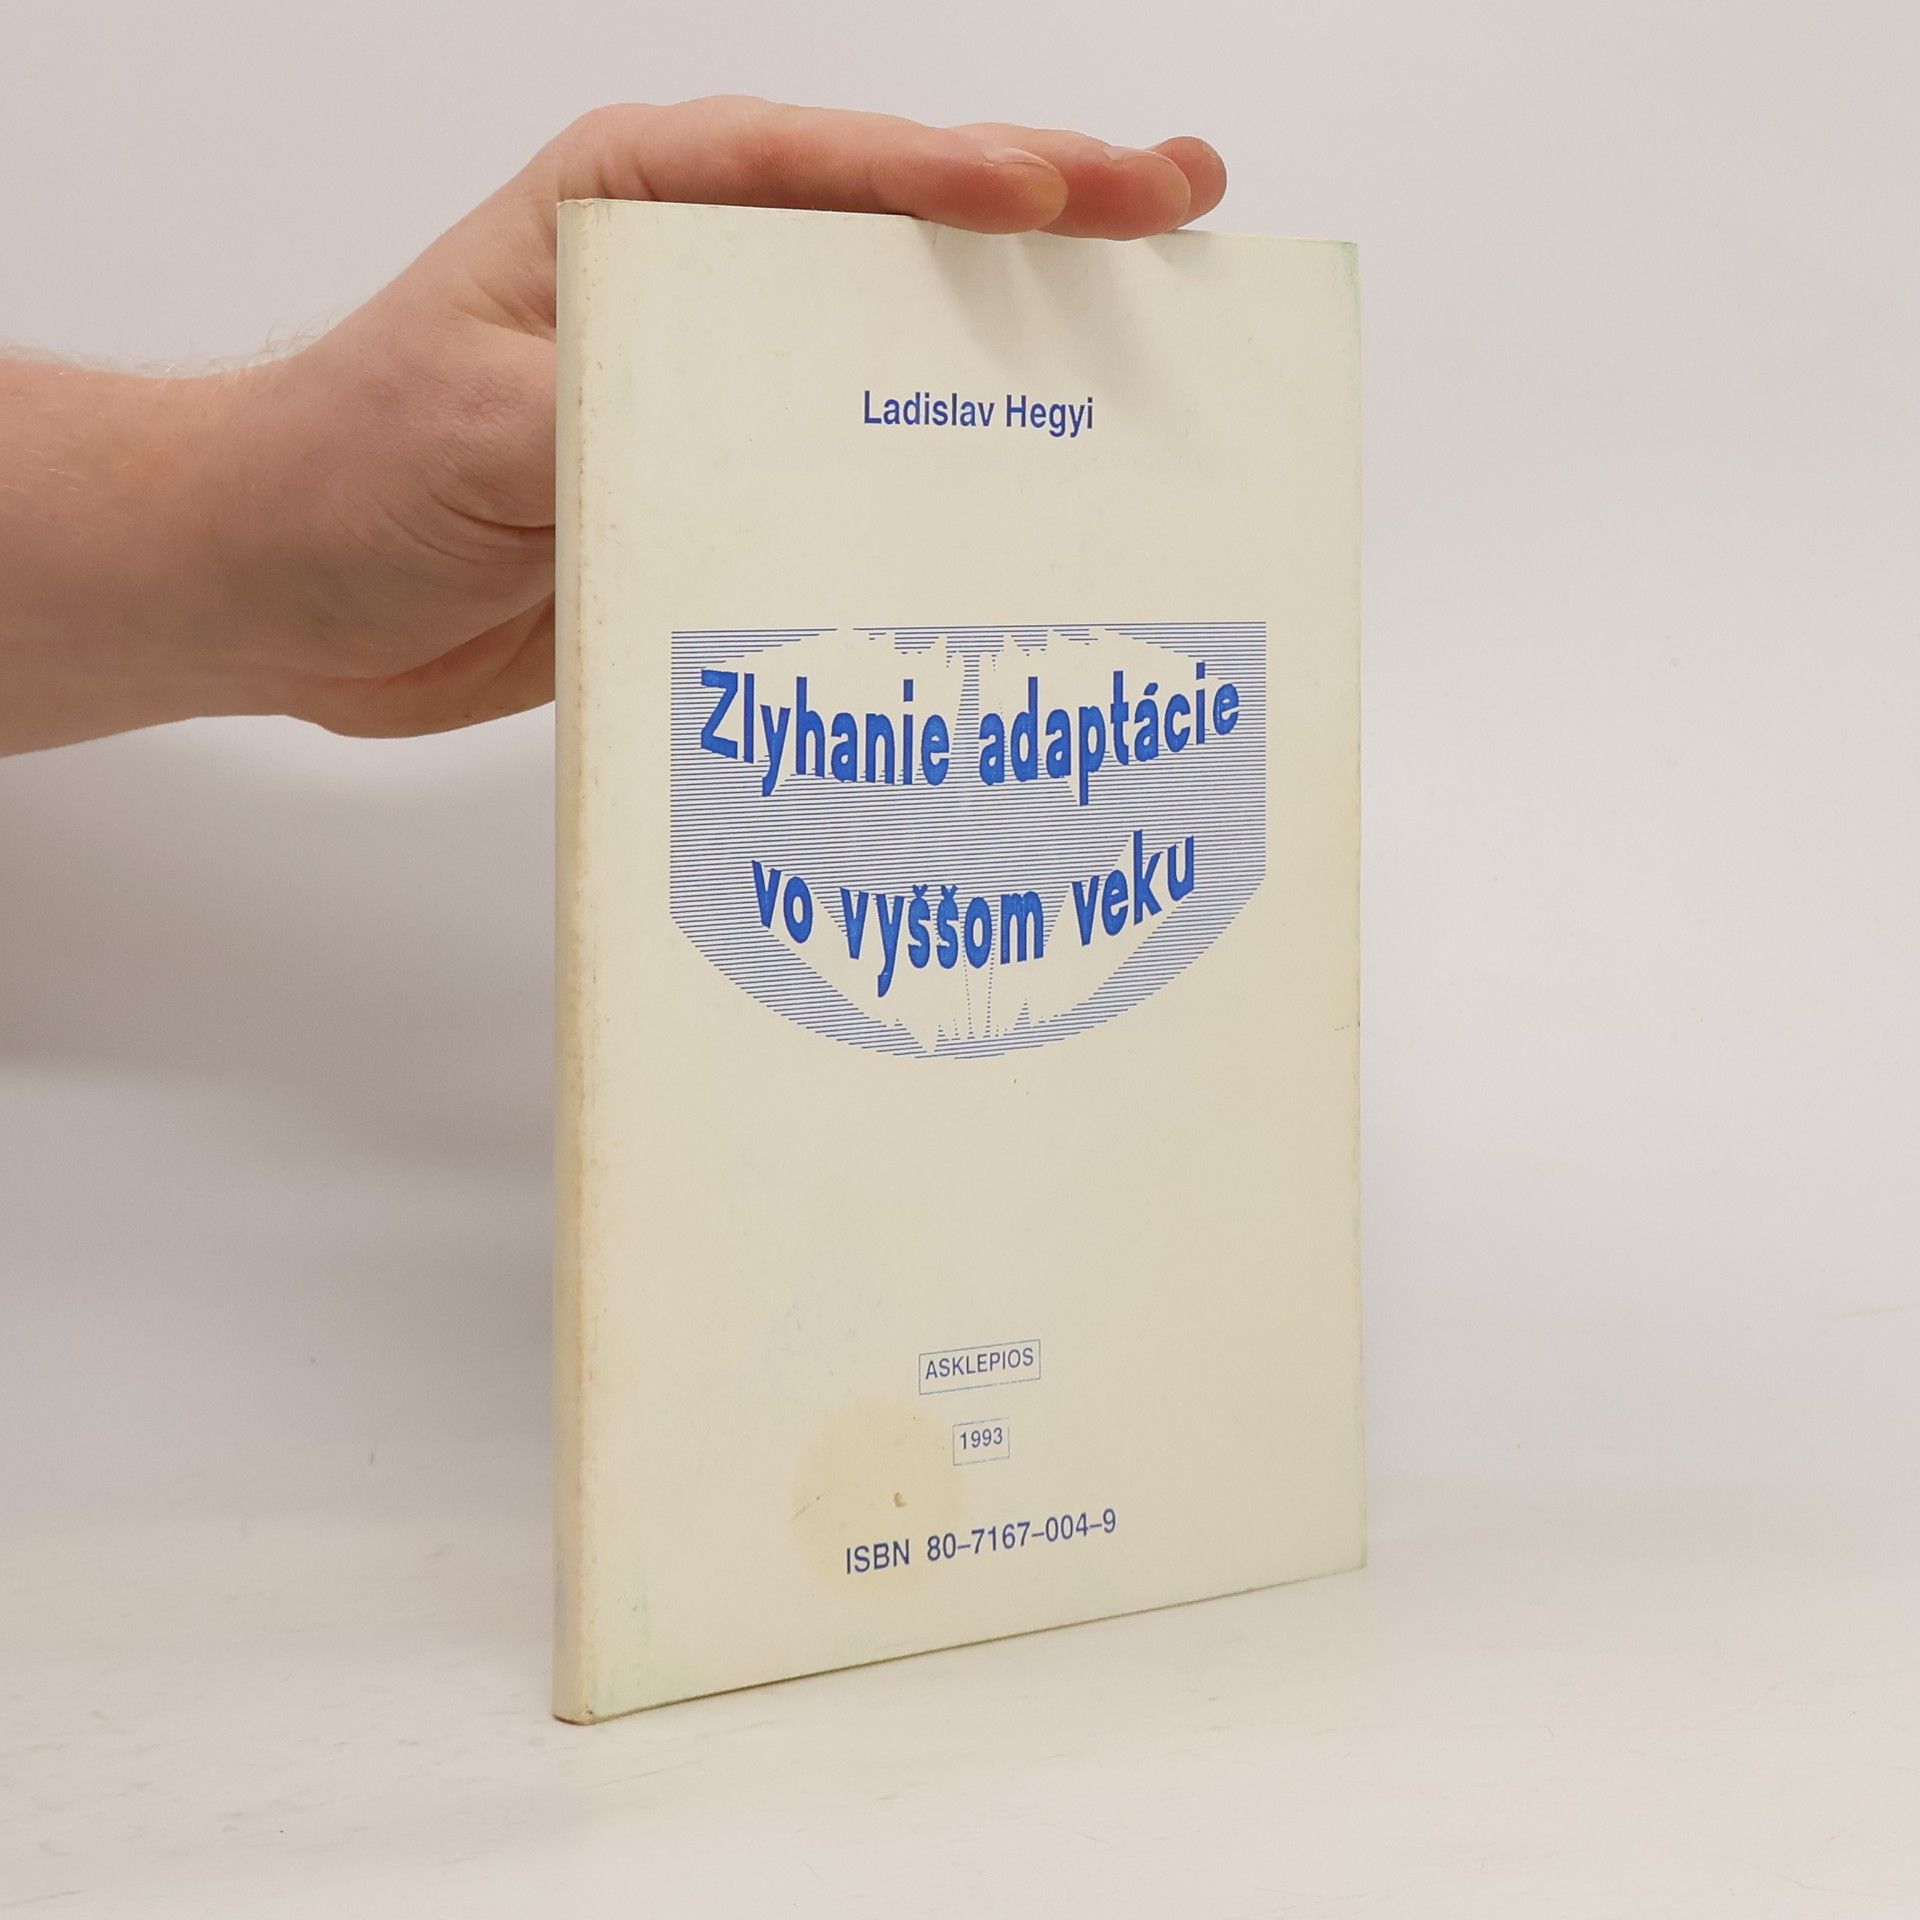 Ladislav Hegyi
Zlyhanie adaptácie
vo vyššom veku
ASKLEPIOS
1993
ISBN 80–7167–004–9